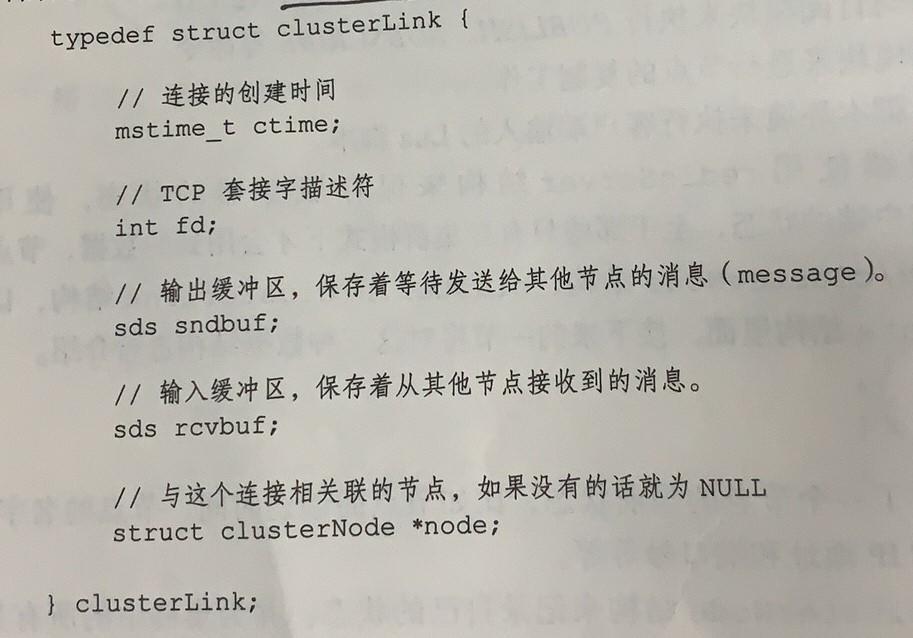 typedef struct clusterLink {
// 连接的创建时间
mstime_t ctime;
// TCP 套接字描述符
int fd;
// 输出缓冲区，保存着等待发送给其他节点的消息（message）。
sds sndbuf;
// 输入缓冲区，保存着从其他节点接收到的消息。
sds rcvbuf;
// 与这个连接相关联的节点，如果没有的话就为 NULL
struct clusterNode *node;
} clusterLink;